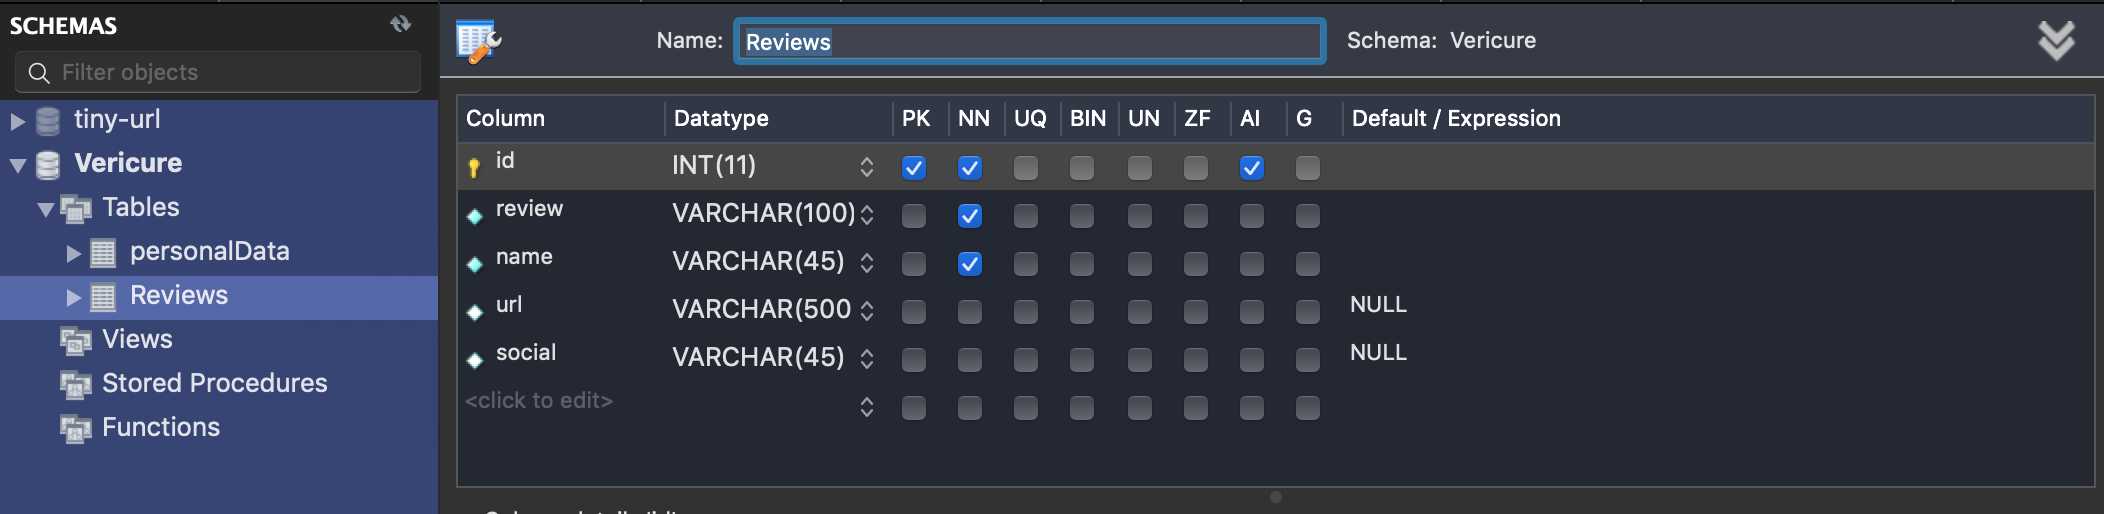 SCHEMAS
Filter objects
tiny-url
Vericure
Tables
personalData
Reviews
Views
Stored Procedures
Functions
Name: Reviews Schema: Vericure
Column Datatype PK NN UQ BIN UN ZF AI G Default / Expression
id INT(11)
review VARCHAR(100)
name VARCHAR(45)
url VARCHAR(500 NULL
social VARCHAR(45) NULL
<click to edit>